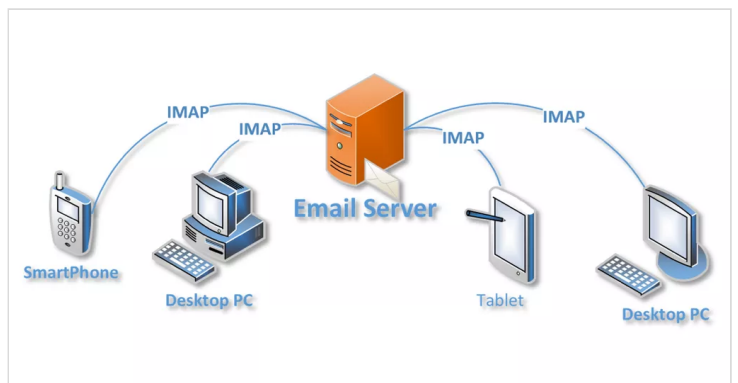 IMAP
IMAP
IMAP
IMAP
Email Server
SmartPhone
Desktop PC
Tablet
Desktop PC